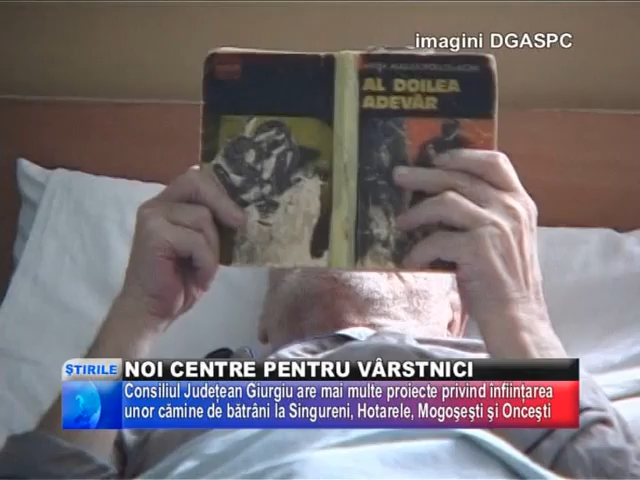 imagini DGASPC
AL DOILEA
ADEVĂR
ŞTIRILE
NOI CENTRE PENTRU VÂRSTNICI
Consiliul Judeţean Giurgiu are mai multe proiecte privind înfiinţarea
unor cămine de bătrâni la Singureni, Hotarele, Mogoşeşti şi Onceşti